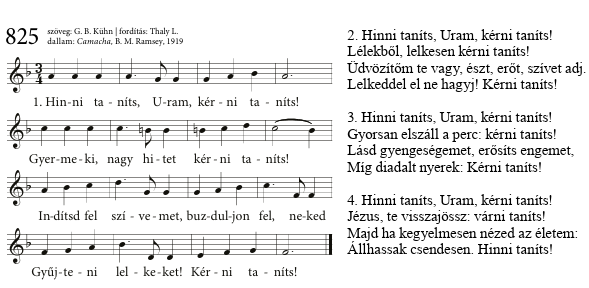 825
szöveg: G. B. Kühn | fordítás: Thaly L.
dallam: Camacha, B. M. Ramsey, 1919
1. Hin-ni ta - níts, U-ram, kér - ni ta - níts!
Gyer-me-ki, nagy hi-tet kér-ni ta - níts!
In-dítsd fel szí - ve-met, buz-dul-jon fel, ne-ked
Gyűj-te - ni lel - ke-ket! Kér - ni ta - níts!
2. Hinni taníts, Uram, kérni taníts!
Lélekből, lelkesen kérni taníts!
Üdvözítőm te vagy, észt, erőt, szívet adj.
Lelkeddel el ne hagyj! Kérni taníts!
3. Hinni taníts, Uram, kérni taníts!
Gyorsan elszáll a perc: kérni taníts!
Lásd gyengeségemet, erősíts engemet,
Míg diadalt nyerek: Kérni taníts!
4. Hinni taníts, Uram, kérni taníts!
Jézus, te visszajössz: várni taníts!
Majd ha kegyelmesen nézed az életem:
Állhassak csendesen. Hinni taníts!